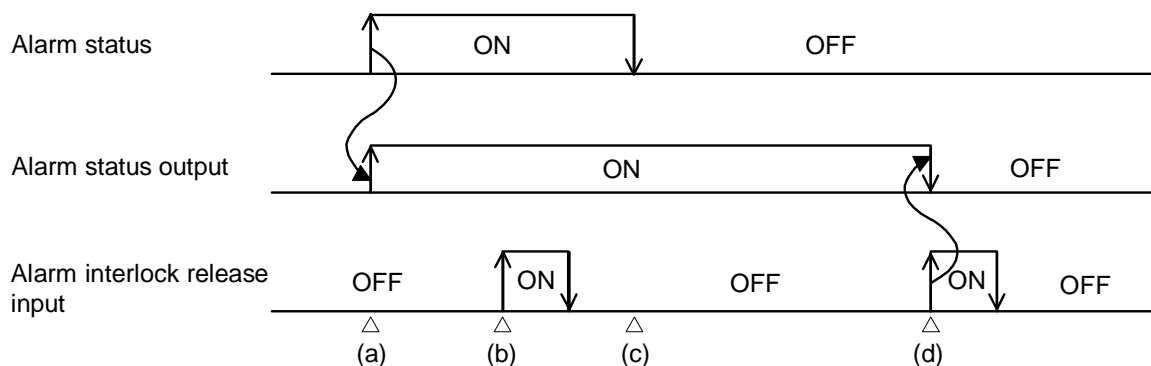 Alarm status
ON
OFF
Alarm status output
ON
OFF
Alarm interlock release
input
OFF
ON
OFF
ON
OFF
(a)
(b)
(c)
(d)